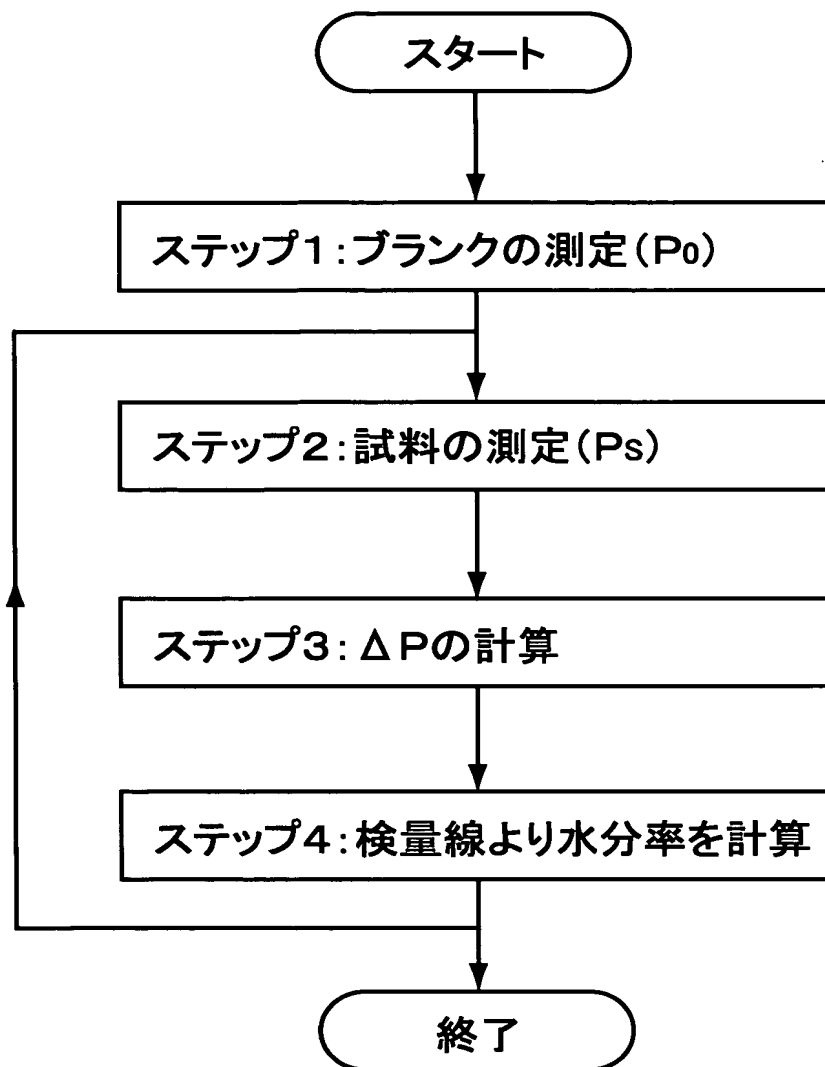 スタート
ステップ1:ブランクの測定(P0)
ステップ2:試料の測定(Ps)
ステップ3:ΔPの計算
ステップ4:検量線より水分率を計算
終了